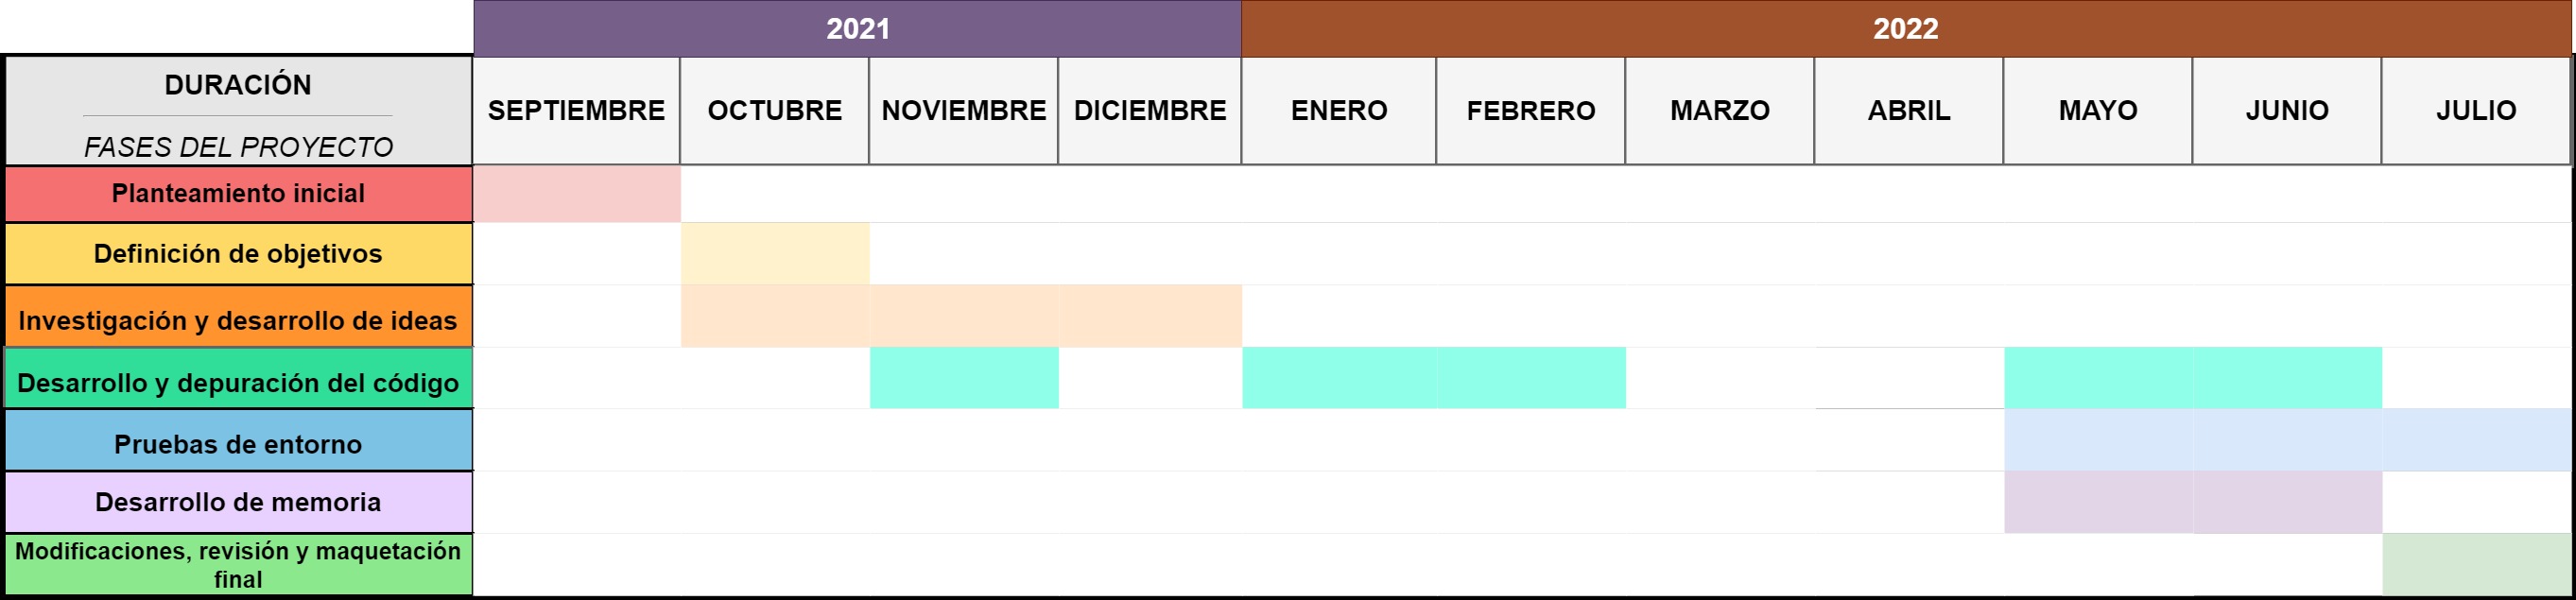 2021
2022
DURACIÓN
FASES DEL PROYECTO
SEPTIEMBRE
OCTUBRE
NOVIEMBRE
DICIEMBRE
ENERO
FEBRERO
MARZO
ABRIL
MAYO
JUNIO
JULIO
Planteamiento inicial
Definición de objetivos
Investigación y desarrollo de ideas
Desarrollo y depuración del código
Pruebas de entorno
Desarrollo de memoria
Modificaciones, revisión y maquetación
final